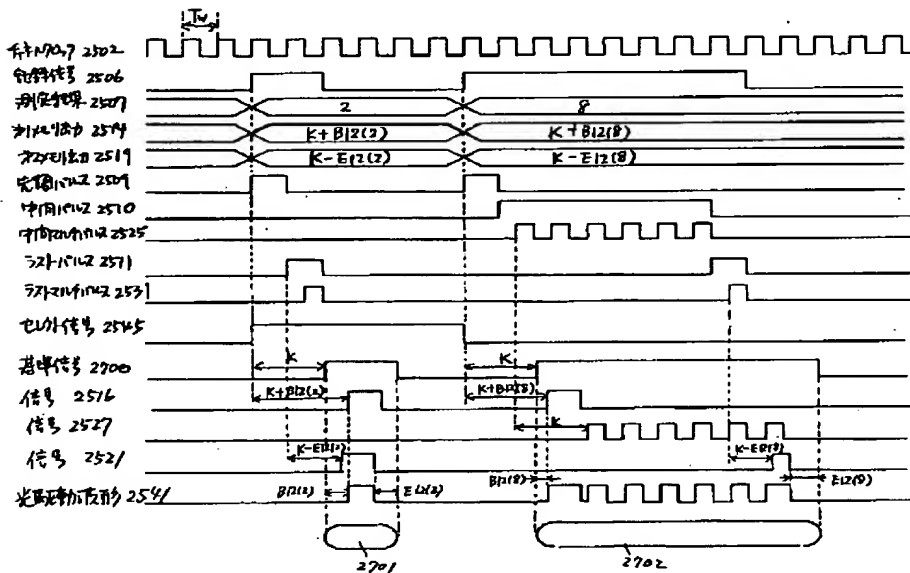 Tw
チャネルクロック 2502
記録信号 2506
測定結果 2507
2
8
メモリ出力 2514
K+B12(2)
K+B12(8)
メモリ出力 2519
K-E12(2)
K-E12(8)
先頭パルス 2509
中間パルス 2510
中間マルチパルス 2525
ラストパルス 2571
ラストマルチパルス 2531
セレクト信号 2545
基準信号 2700
K
K
信号 2516
K+B12(2)
K+B12(8)
信号 2527
K
信号 2521
K-E12(2)
K-E12(8)
B12(2)
E12(2)
B12(8)
E12(8)
光駆動波形 2541
2701
2702